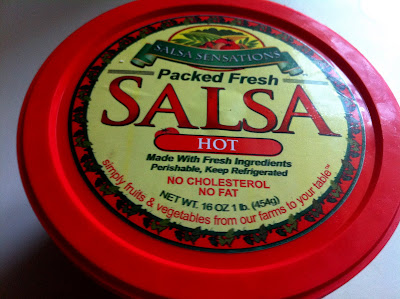 SALSA SENSATIONS
Packed Fresh
SALSA
HOT
Made With Fresh Ingredients
Perishable, Keep Refrigerated
NO CHOLESTEROL
NO FAT
NET WT. 16 OZ 1 lb. (454g)
simply fruits & vegetables from our farms to your table™